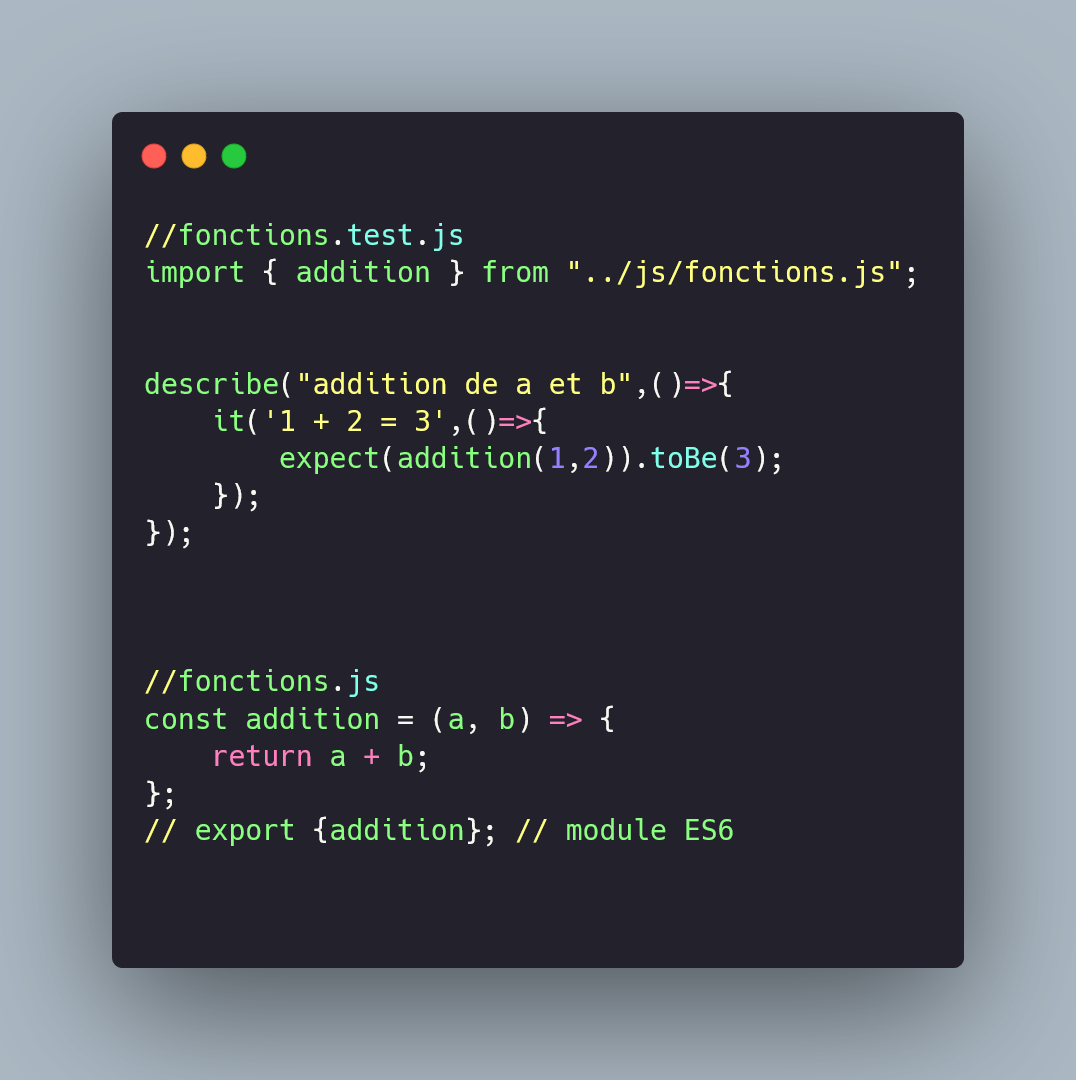 //fonctions.test.js
import { addition } from "../js/fonctions.js";
describe("addition de a et b",()=>{
    it('1 + 2 = 3',()=>{
        expect(addition(1,2)).toBe(3);
    });
});
//fonctions.js
const addition = (a, b) => {
    return a + b;
};
// export {addition}; // module ES6